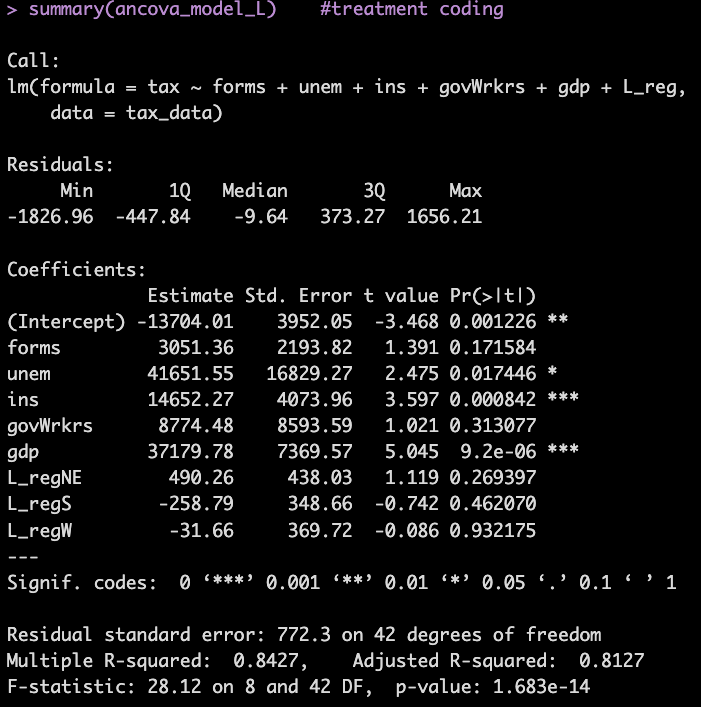 > summary(ancova_model_L)    #treatment coding

Call:
lm(formula = tax ~ forms + unem + ins + govWrkrs + gdp + L_reg,
    data = tax_data)

Residuals:
     Min       1Q   Median       3Q      Max
-1826.96  -447.84    -9.64   373.27  1656.21

Coefficients:
             Estimate Std. Error t value Pr(>|t|)
(Intercept) -13704.01    3952.05  -3.468 0.001226 **
forms         3051.36    2193.82   1.391 0.171584
unem         41651.55   16829.27   2.475 0.017446 *
ins          14652.27    4073.96   3.597 0.000842 ***
govWrkrs      8774.48    8593.59   1.021 0.313077
gdp          37179.78    7369.57   5.045  9.2e-06 ***
L_regNE        490.26     438.03   1.119 0.269397
L_regS        -258.79     348.66  -0.742 0.462070
L_regW         -31.66     369.72  -0.086 0.932175
---
Signif. codes:  0 ‘***’ 0.001 ‘**’ 0.01 ‘*’ 0.05 ‘.’ 0.1 ‘ ’ 1

Residual standard error: 772.3 on 42 degrees of freedom
Multiple R-squared:  0.8427,    Adjusted R-squared:  0.8127
F-statistic: 28.12 on 8 and 42 DF,  p-value: 1.683e-14